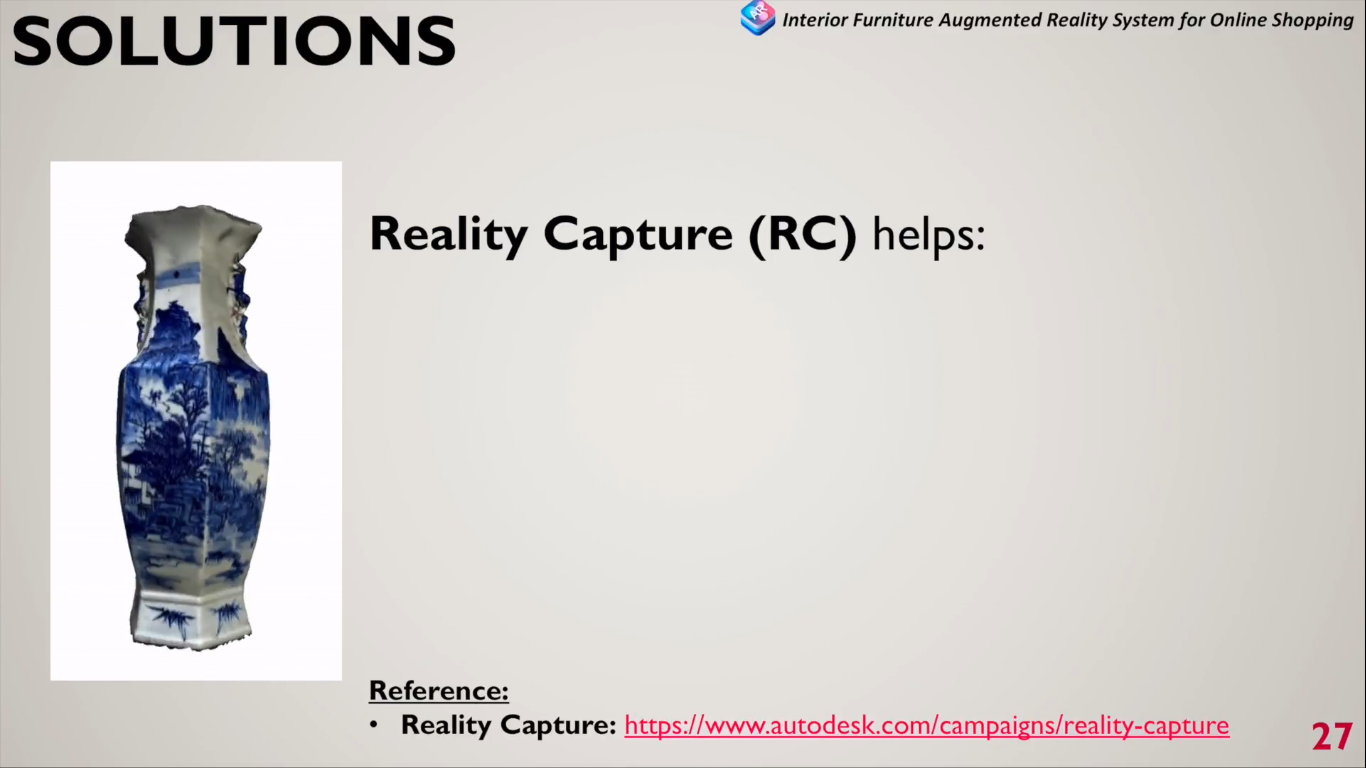 SOLUTIONS
Interior Furniture Augmented Reality System for Online Shopping
Reality Capture (RC) helps:
Reference:
• Reality Capture: https://www.autodesk.com/campaigns/reality-capture
27